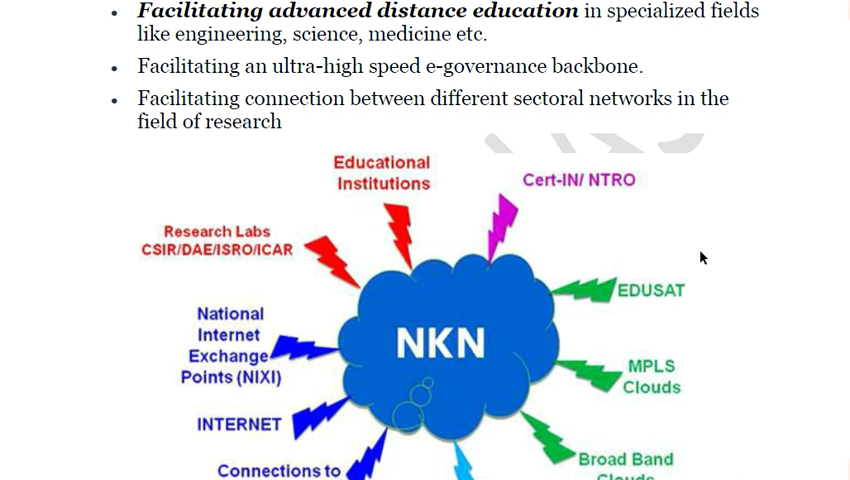 Facilitating advanced distance education in specialized fields
like engineering, science, medicine etc.
Facilitating an ultra-high speed e-governance backbone.
Facilitating connection between different sectoral networks in the
field of research
Educational
Institutions
Cert-IN/ NTRO
Research Labs
CSIR/DAE/ISRO/ICAR
EDUSAT
National
Internet
Exchange
Points (NIXI)
NKN
MPLS
Clouds
INTERNET
Broad Band
Connections to